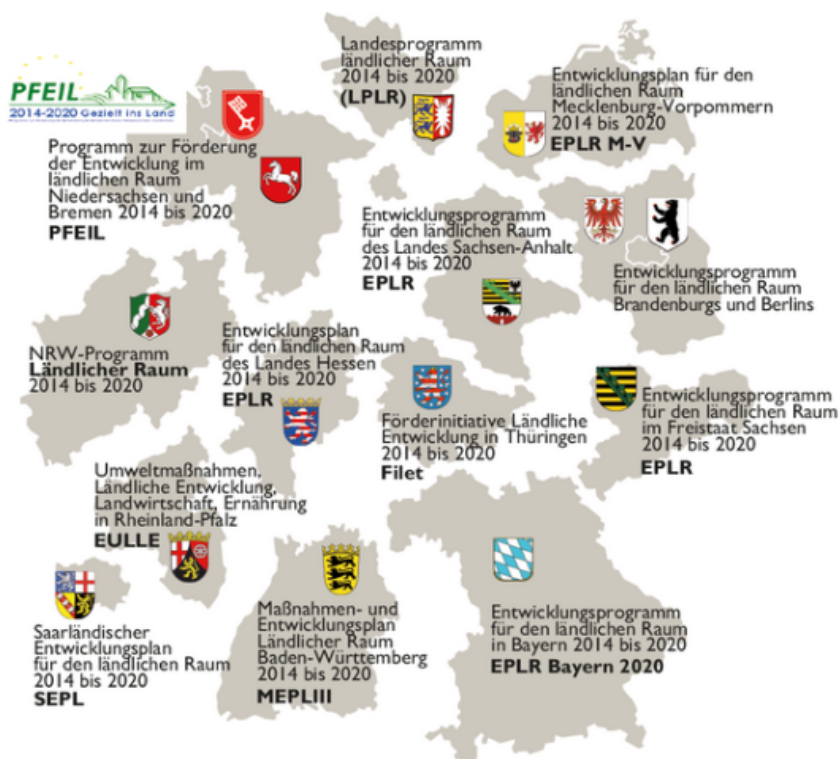 PFEIL
2014-2020 Gezielt ins Land
Programm zur Förderung
der Entwicklung im
ländlichen Raum
Niedersachsen und
Bremen 2014 bis 2020
PFEIL
Landesprogramm
ländlicher Raum
2014 bis 2020
(LPLR)
Entwicklungsplan für den
ländlichen Raum
Mecklenburg-Vorpommern
2014 bis 2020
EPLR M-V
Entwicklungsprogramm
für den ländlichen Raum
des Landes Sachsen-Anhalt
2014 bis 2020
EPLR
Entwicklungsprogramm
für den ländlichen Raum
Brandenburgs und Berlins
NRW-Programm
Ländlicher Raum
2014 bis 2020
Entwicklungsplan
für den ländlichen Raum
des Landes Hessen
2014 bis 2020
EPLR
Förderinitiative Ländliche
Entwicklung in Thüringen
2014 bis 2020
Filet
Entwicklungsprogramm
für den ländlichen Raum
im Freistaat Sachsen
2014 bis 2020
EPLR
Umweltmaßnahmen,
Ländliche Entwicklung,
Landwirtschaft, Ernährung
in Rheinland-Pfalz
EULLE
Saarländischer
Entwicklungsplan
für den ländlichen Raum
2014 bis 2020
SEPL
Maßnahmen- und
Entwicklungsplan
Ländlicher Raum
Baden-Württemberg
2014 bis 2020
MEPLIII
Entwicklungsprogramm
für den ländlichen Raum
in Bayern 2014 bis 2020
EPLR Bayern 2020